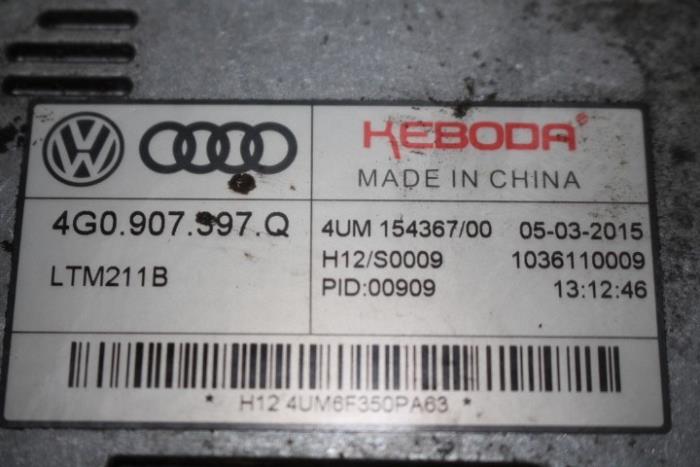 KEBODA®
MADE IN CHINA
4G0.907.397.Q
LTM211B
4UM 154367/00 05-03-2015
H12/S0009 1036110009
PID:00909 13:12:46
* H12 4UM6F350PA63 *